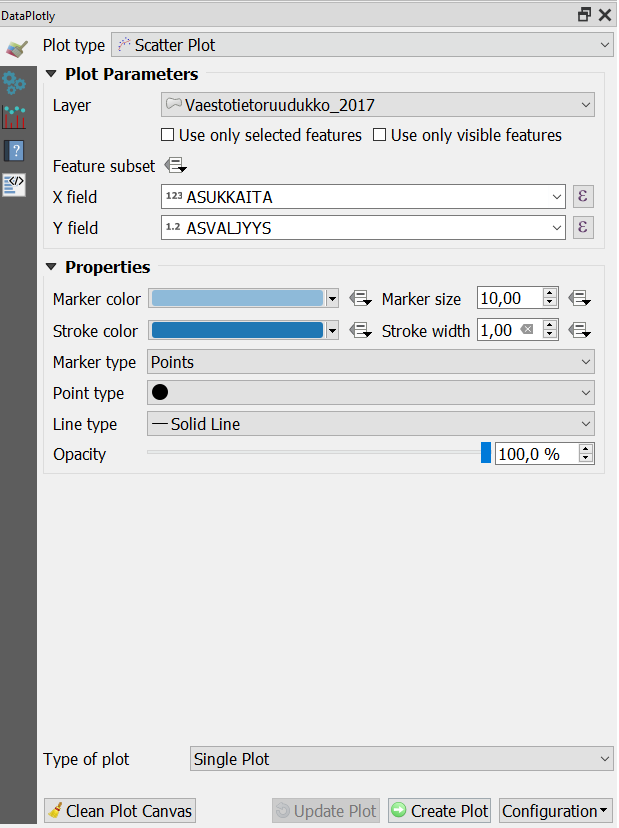 DataPlotly
Plot type Scatter Plot
Plot Parameters
Layer Vaestotietoruudukko_2017
Use only selected features Use only visible features
Feature subset
X field 123 ASUKKAITA ε
Y field 1.2 ASVALJYYS ε
Properties
Marker color Marker size 10,00
Stroke color Stroke width 1,00
Marker type Points
Point type
Line type Solid Line
Opacity 100,0 %
Type of plot Single Plot
Clean Plot Canvas Update Plot Create Plot Configuration